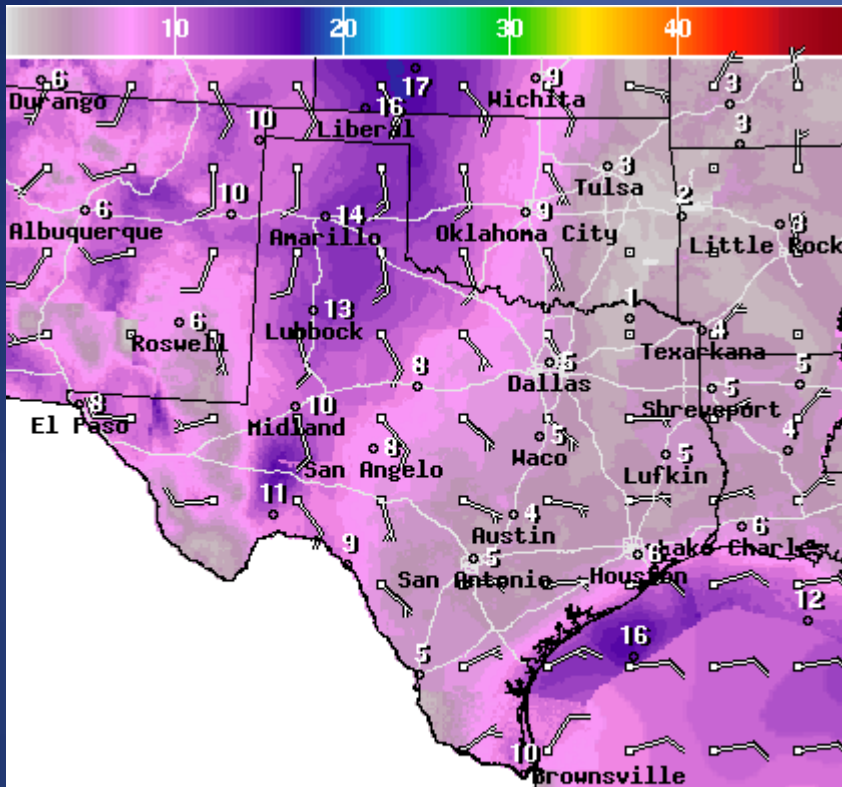 10 20 30 40
6 17 9 3
Durango Wichita
10 16 3
Liberal
3
Tulsa
6 10 14 9 2 3
Albuquerque Amarillo Oklahoma City Little Rock
6 13 1 4
Roswell Lubbock Texarkana
8 6 5 5
Dallas Shreveport
8 10
El Paso Midland
8 5 5 4
San Angelo Waco Lufkin
11 4 6
Austin
9 5 6 Lake Charles
San Antonio Houston
12
5 16
10
Brownsville